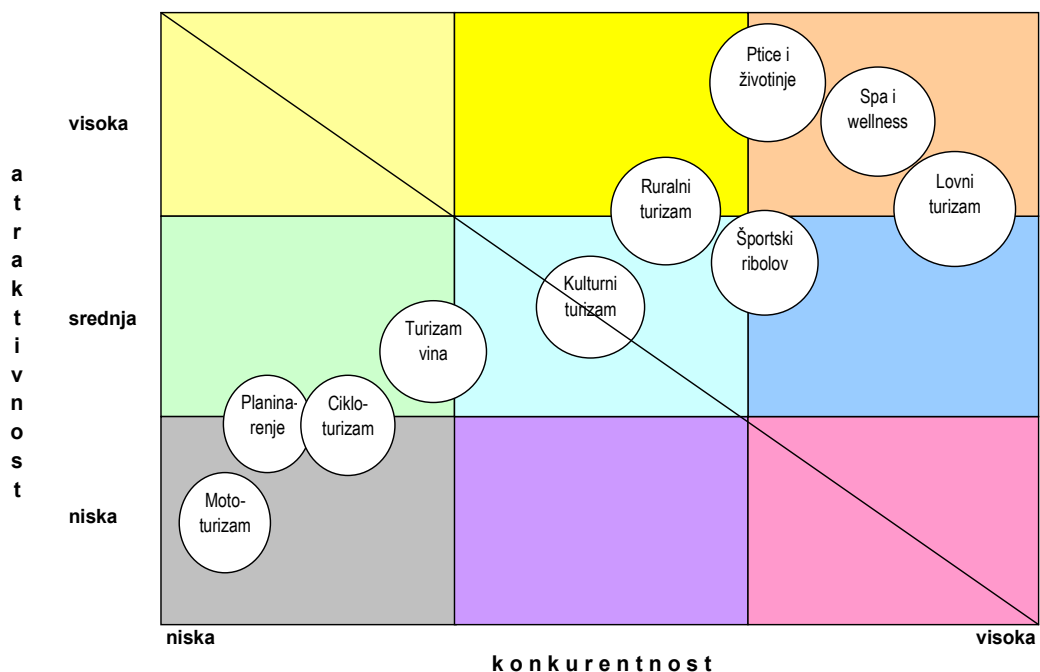 Ptice i
životinje
Spa i
wellness
visoka
Lovni
turizam
Ruralni
turizam
Športski
ribolov
Kulturni
turizam
srednja
Turizam
vina
Planina-
renje
Ciklo-
turizam
Moto-
turizam
niska
a
t
r
a
k
t
i
v
n
o
s
t
niska
visoka
k o n k u r e n t n o s t